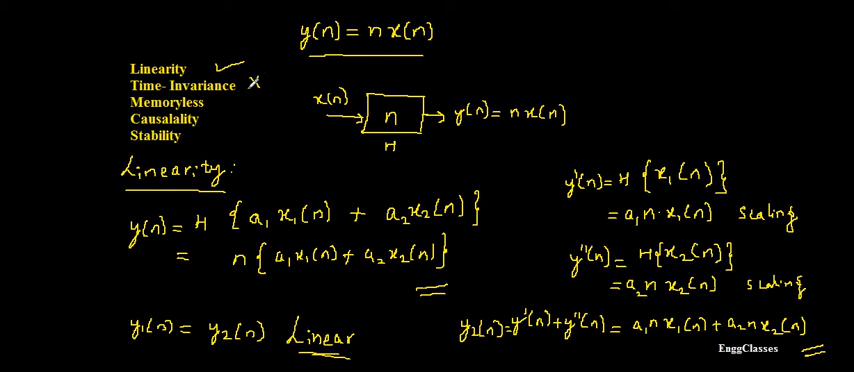 y(n) = n x(n)
Linearity ✓
Time- Invariance ×
Memoryless
Causalality
Stability
x(n) n y(n) = n x(n)
H
Linearity:
y(n) = H {a₁ x₁(n) + a₂ x₂(n)}
= n {a₁ x₁(n) + a₂ x₂(n)}
y₁(n) = y₂(n) Linear
y'(n) = H {x₁(n)}
= a₁ n · x₁(n) scaling
y''(n) = H{x₂(n)}
= a₂ n x₂(n) scaling
y₂(n) = y'(n) + y''(n) = a₁ n x₁(n) + a₂ n x₂(n)
EnggClasses